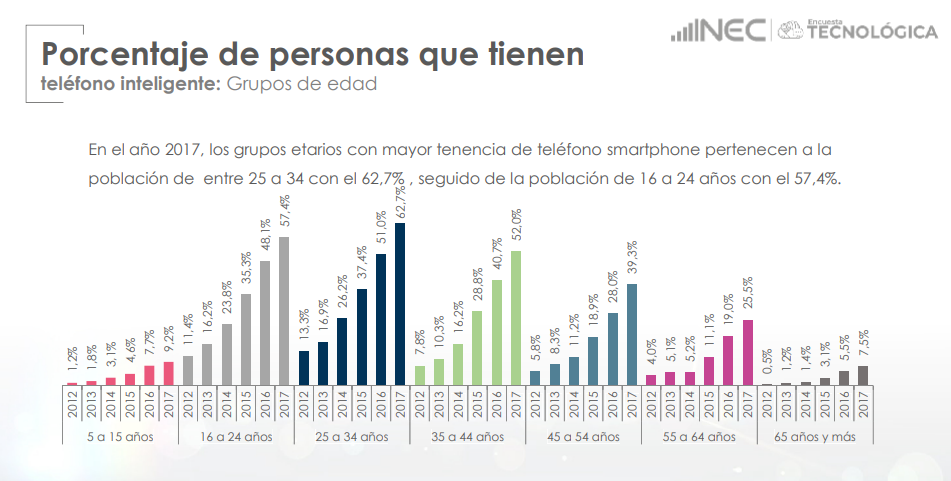 Porcentaje de personas que tienen
teléfono inteligente: Grupos de edad
INEC
Encuesta
TECNOLÓGICA
En el año 2017, los grupos etarios con mayor tenencia de teléfono smartphone pertenecen a la
población de entre 25 a 34 con el 62,7% , seguido de la población de 16 a 24 años con el 57,4%.
1,2% 1,8% 3,1% 4,6% 7,7% 9,2%
11,4% 16,2% 23,8% 35,3% 48,1% 57,4%
13,3% 16,9% 26,2% 37,4% 51,0% 62,7%
7,8% 10,3% 16,2% 28,8% 40,7% 52,0%
5,8% 8,3% 11,2% 18,9% 28,0% 39,3%
4,0% 5,1% 5,2% 11,1% 19,0% 25,5%
0,5% 1,2% 1,4% 3,1% 5,5% 7,5%
2012 2013 2014 2015 2016 2017 2012 2013 2014 2015 2016 2017 2012 2013 2014 2015 2016 2017 2012 2013 2014 2015 2016 2017 2012 2013 2014 2015 2016 2017 2012 2013 2014 2015 2016 2017 2012 2013 2014 2015 2016 2017
5 a 15 años 16 a 24 años 25 a 34 años 35 a 44 años 45 a 54 años 55 a 64 años 65 años y más